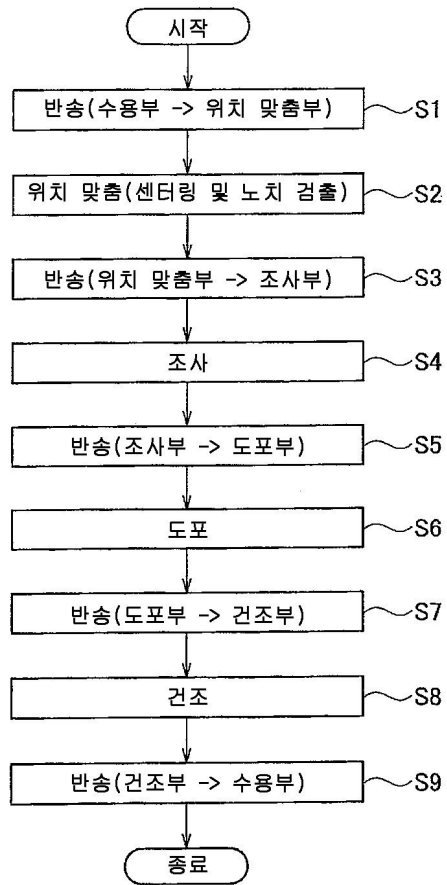 시작
반송(수용부 -> 위치 맞춤부) S1
위치 맞춤(센터링 및 노치 검출) S2
반송(위치 맞춤부 -> 조사부) S3
조사 S4
반송(조사부 -> 도포부) S5
도포 S6
반송(도포부 -> 건조부) S7
건조 S8
반송(건조부 -> 수용부) S9
종료